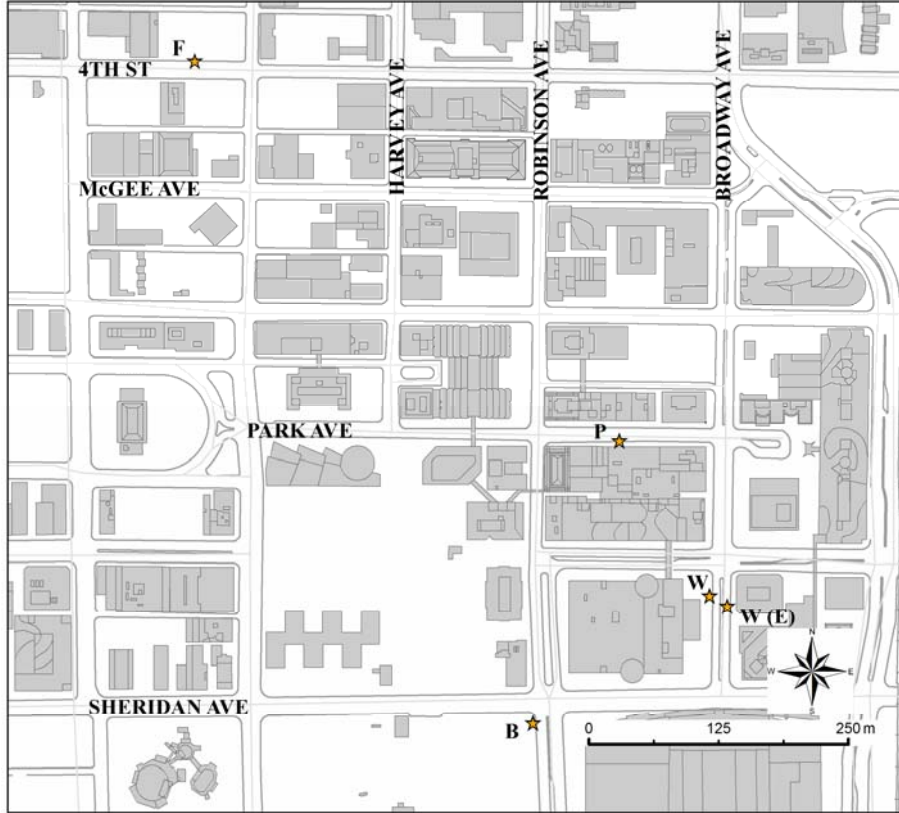 F
4TH ST
HARVEY AVE
ROBINSON AVE
BROADWAY AVE
McGEE AVE
PARK AVE
P
W
W (E)
N
W E
S
SHERIDAN AVE
B
0 125 250 m